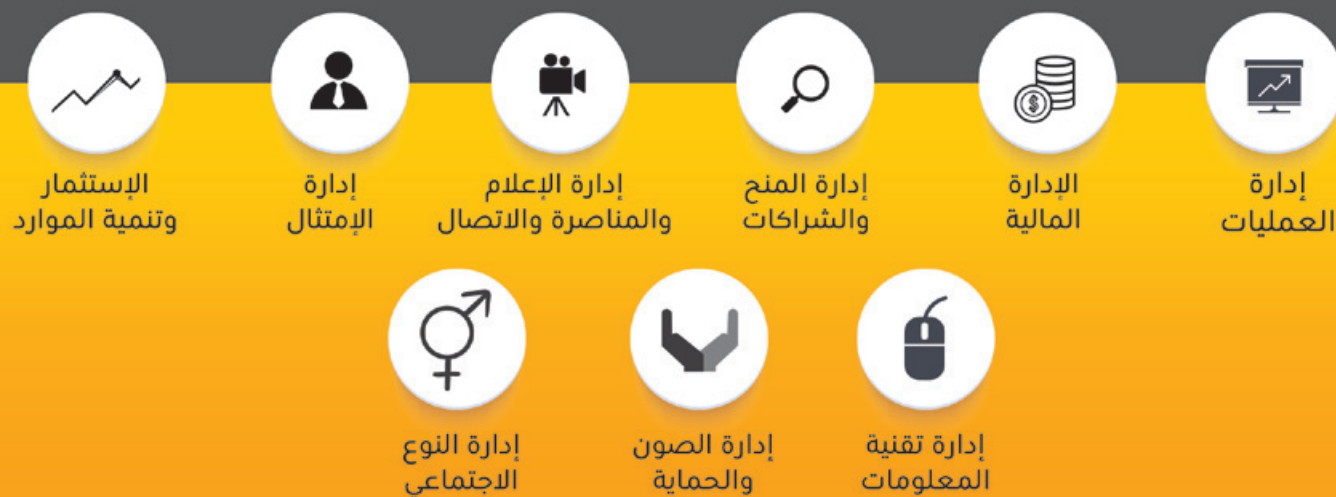 إدارة
العمليات
الإدارة
المالية
إدارة المنح
والشراكات
إدارة الإعلام
والمناصرة والاتصال
إدارة
الإمتثال
الإستثمار
وتنمية الموارد
إدارة تقنية
المعلومات
إدارة الصون
والحماية
إدارة النوع
الاجتماعي